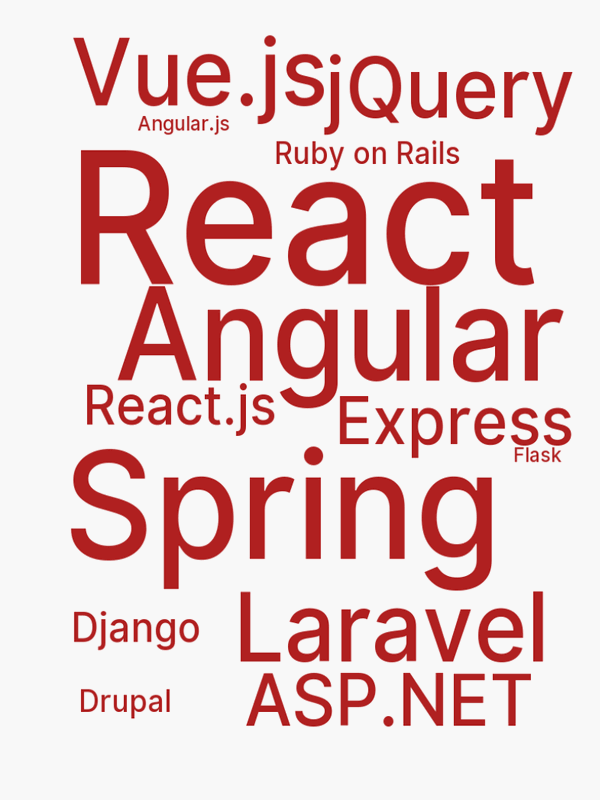 Vue.js
jQuery
Angular.js
Ruby on Rails
React
Angular
React.js
Express
Flask
Spring
Django
Laravel
Drupal
ASP.NET